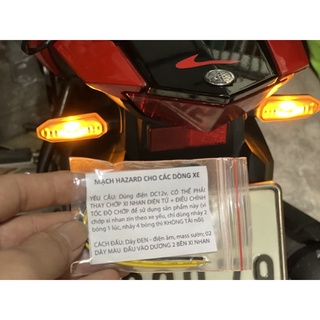 MẠCH HAZARD CHO CÁC DÒNG XE
YÊU CẦU: Dùng điện DC12v, CÓ THỂ PHẢI
THAY CHỚP XI NHAN ĐIỆN TỬ + ĐIỀU CHỈNH
TỐC ĐỘ CHỚP để sử dụng sản phẩm này (vì
chớp xi nhan zin theo xe yếu, chỉ dùng nháy 2
bóng 1 lúc, nháy 4 bóng thì KHÔNG TẢI nổi)
CÁCH ĐẤU: Dây ĐEN - điện âm, mass sườn; 02
DÂY MÀU ĐẤU VÀO DƯƠNG 2 BÊN XI NHAN